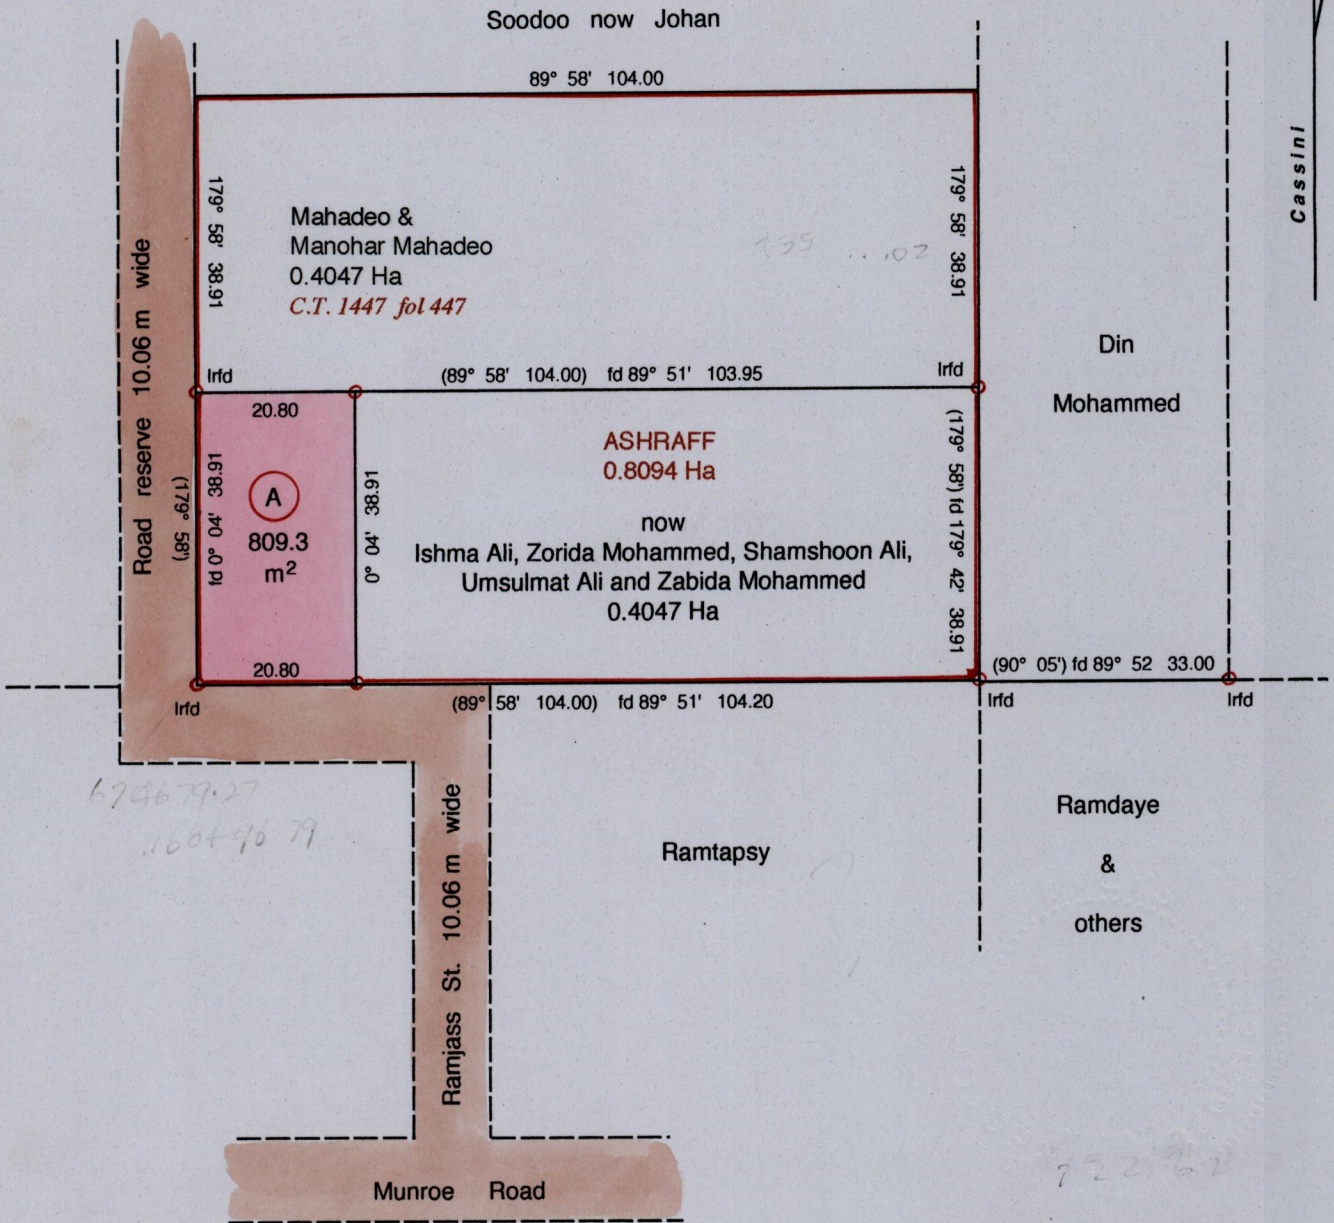 Soodoo now Johan
89° 58' 104.00
Cassini
179° 58' 38.91
179° 58' 38.91
Mahadeo &
Manohar Mahadeo
0.4047 Ha
C.T. 1447 fol 447
Road reserve 10.06 m wide
Irfd
(89° 58' 104.00) fd 89° 51' 103.95
Irfd
Din
Mohammed
20.80
(179° 58')
fd 0° 04' 38.91
A
809.3
m²
0° 04' 38.91
ASHRAFF
0.8094 Ha
now
Ishma Ali, Zorida Mohammed, Shamshoon Ali,
Umsulmat Ali and Zabida Mohammed
0.4047 Ha
(179° 58') fd 179° 42' 38.91
20.80
(90° 05') fd 89° 52 33.00
Irfd
(89° 58' 104.00) fd 89° 51' 104.20
Irfd
Irfd
674679.27
Ramjass St. 10.06 m wide
Ramtapsy
Ramdaye
&
others
Munroe Road